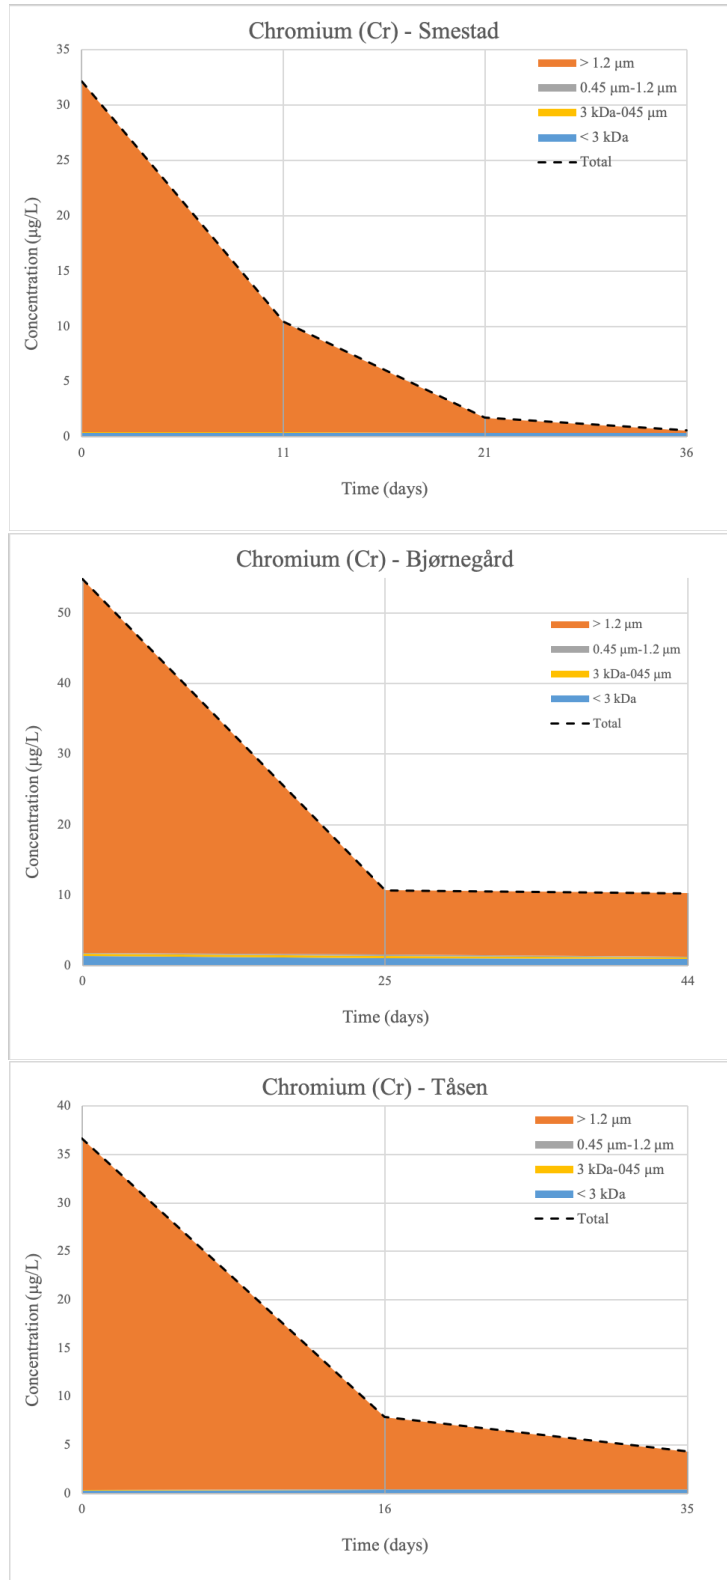 Chromium (Cr) - Smestad
35
30
25
20
15
10
5
0
Concentration (μg/L)
> 1.2 μm
0.45 μm-1.2 μm
3 kDa-045 μm
< 3 kDa
Total
0 11 21 36
Time (days)
Chromium (Cr) - Bjørnegård
50
40
30
20
10
0
Concentration (μg/L)
> 1.2 μm
0.45 μm-1.2 μm
3 kDa-045 μm
< 3 kDa
Total
0 25 44
Time (days)
Chromium (Cr) - Tåsen
40
35
30
25
20
15
10
5
0
Concentration (μg/L)
> 1.2 μm
0.45 μm-1.2 μm
3 kDa-045 μm
< 3 kDa
Total
0 16 35
Time (days)